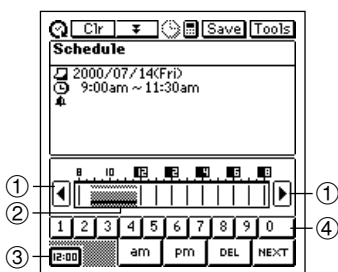 Clr Save Tools
Schedule
2000/07/14(Fri)
9:00am ~ 11:30am
8 10 12 2 4 6 8
① ①
②
1 2 3 4 5 6 7 8 9 0 ④
③ 12:00 am pm DEL NEXT